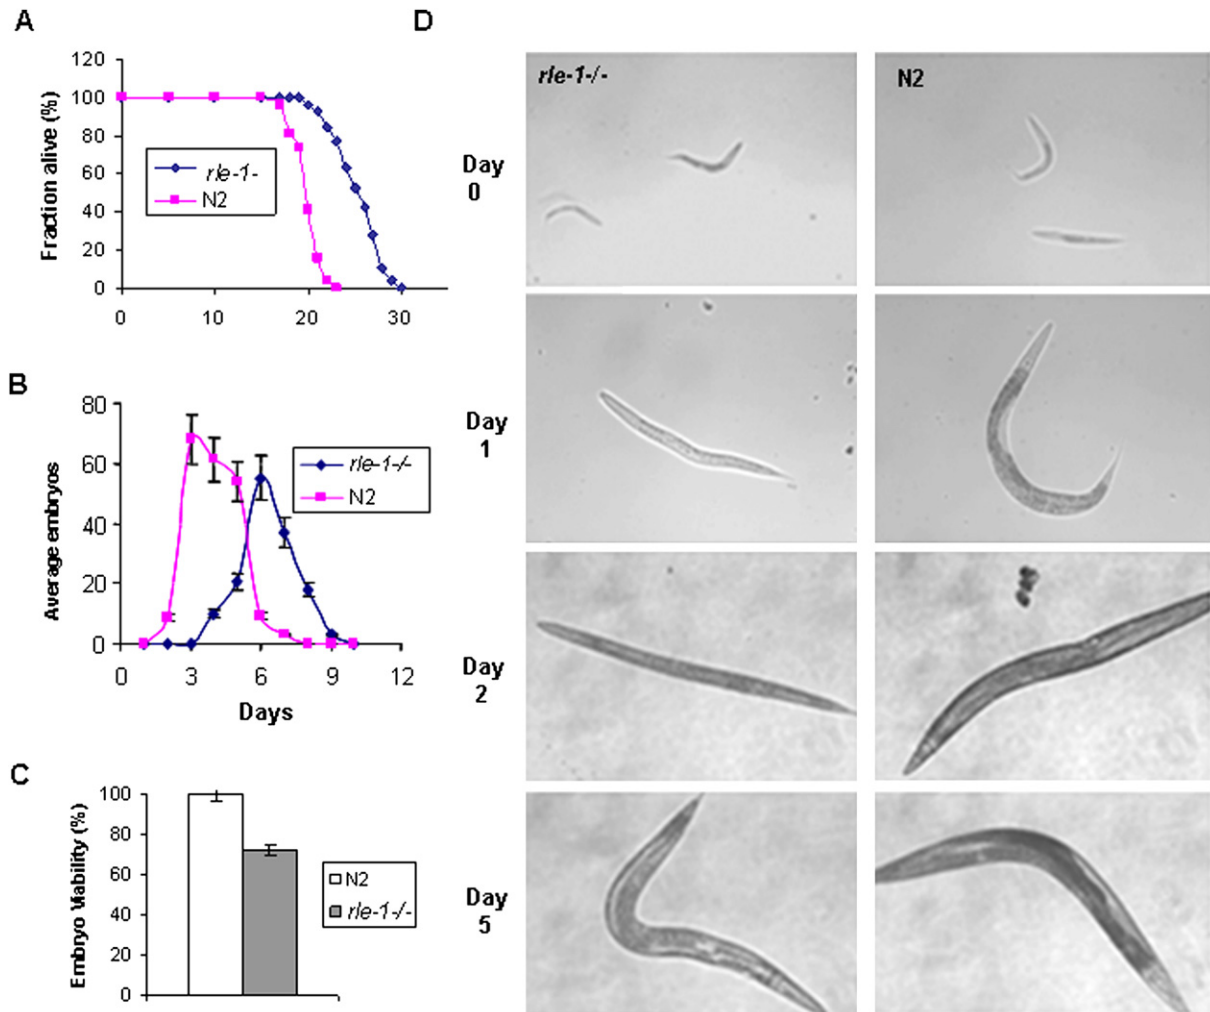 A
120
100
80
60
40
20
0
Fraction alive (%)
rle-1-
N2
0 10 20 30
B
80
60
40
20
0
Average embryos
rle-1-/-
N2
0 3 6 9 12
Days
C
100
80
60
40
20
0
Embryo Viability (%)
N2
rle-1-/-
D
rle-1-/-
N2
Day
0
Day
1
Day
2
Day
5